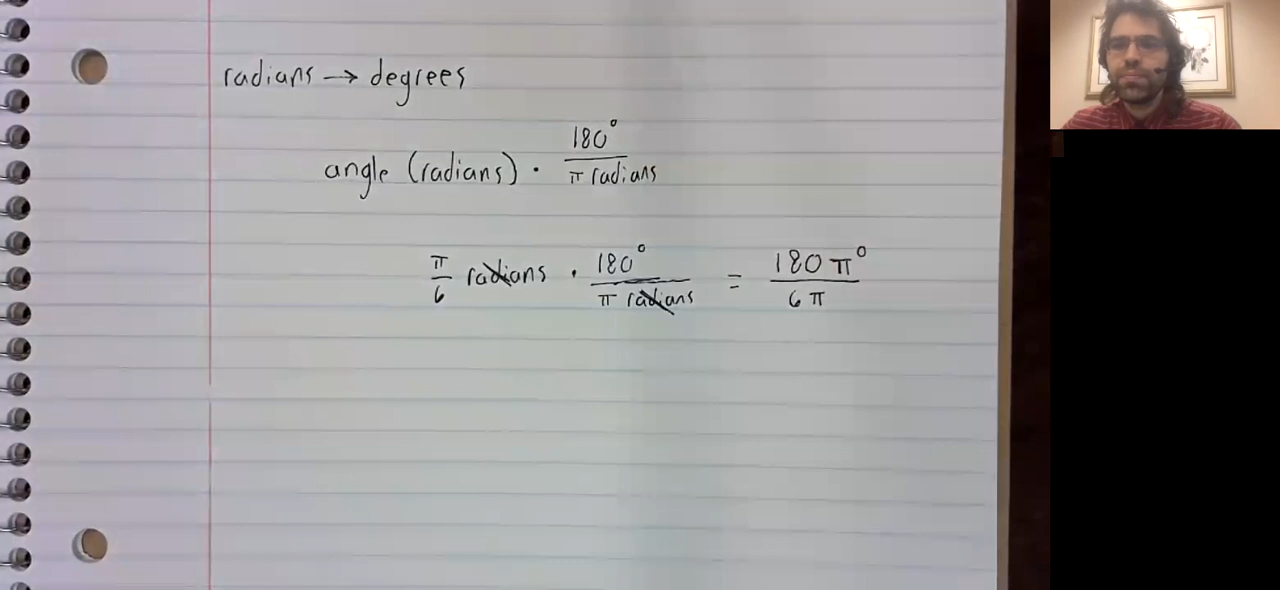 radians → degrees
angle (radians) · 180° / π radians
π/6 radians · 180° / π radians = 180π° / 6π